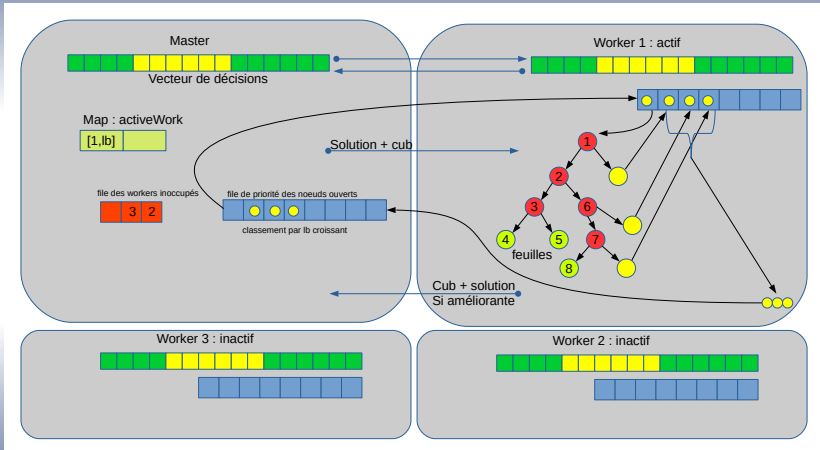 Master
Vecteur de décisions
Map : activeWork
[1,lb]
file des workers inoccupés
3 2
file de priorité des noeuds ouverts
classement par lb croissant
Solution + cub
Cub + solution
Si améliorante
Worker 1 : actif
1
2
3
6
4
5
7
feuilles
8
Worker 3 : inactif
Worker 2 : inactif